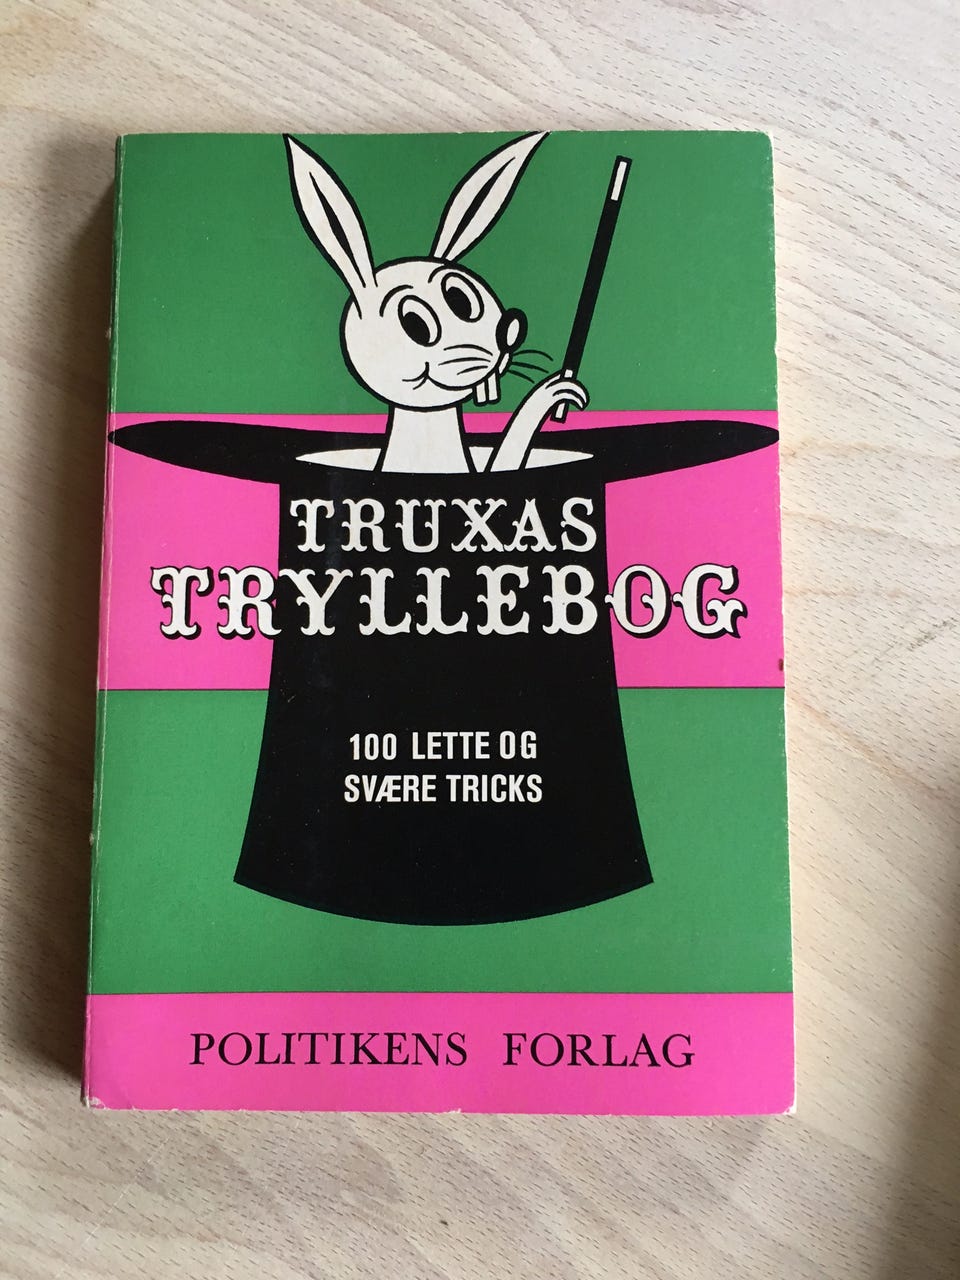 TRUXAS
TRYLLEBOG
100 LETTE OG
SVÆRE TRICKS
POLITIKENS FORLAG